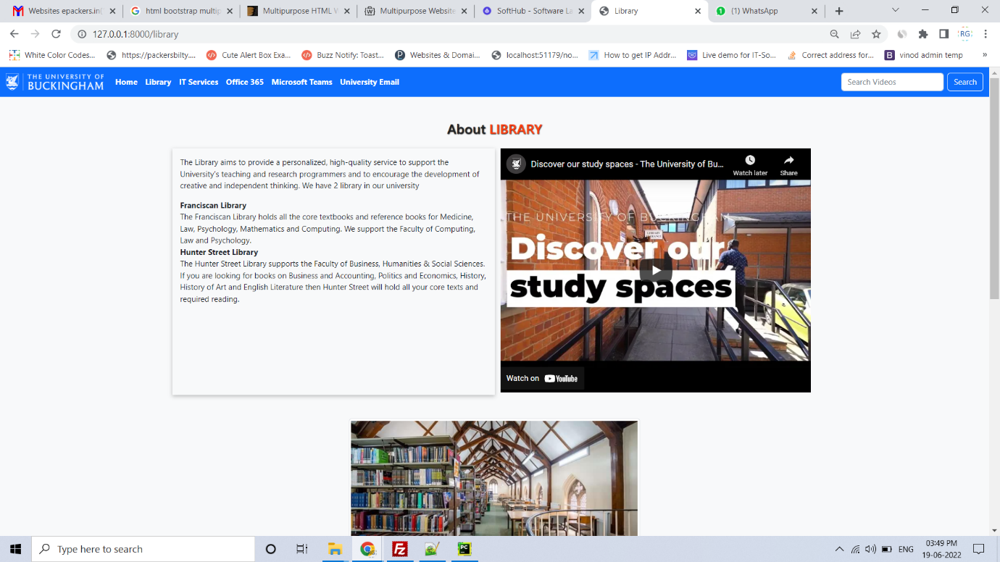 Websites epackers.in(
html bootstrap multip
Multipurpose HTML W
Multipurpose Website
SoftHub - Software La
Library
(1) WhatsApp
127.0.0.1:8000/library
RG
White Color Codes...
https://packersbilty....
Cute Alert Box Exa...
Buzz Notify: Toast...
Websites & Domai...
localhost:51179/no...
How to get IP Addr...
Live demo for IT-So...
Correct address for...
vinod admin temp
»
THE UNIVERSITY OF
BUCKINGHAM
Home
Library
IT Services
Office 365
Microsoft Teams
University Email
Search Videos
Search
About LIBRARY
The Library aims to provide a personalized, high-quality service to support the
University's teaching and research programmers and to encourage the development of
creative and independent thinking. We have 2 library in our university
Franciscan Library
The Franciscan Library holds all the core textbooks and reference books for Medicine,
Law, Psychology, Mathematics and Computing. We support the Faculty of Computing,
Law and Psychology.
Hunter Street Library
The Hunter Street Library supports the Faculty of Business, Humanities & Social Sciences.
If you are looking for books on Business and Accounting, Politics and Economics, History,
History of Art and English Literature then Hunter Street will hold all your core texts and
required reading.
Discover our study spaces - The University of Bu...
Watch later
Share
THE UNIVERSITY OF BUCKINGHAM
LIBRARY
ENTRANCE
Discover our
study spaces
Watch on YouTube
Type here to search
PC
ENG
03:49 PM
19-06-2022